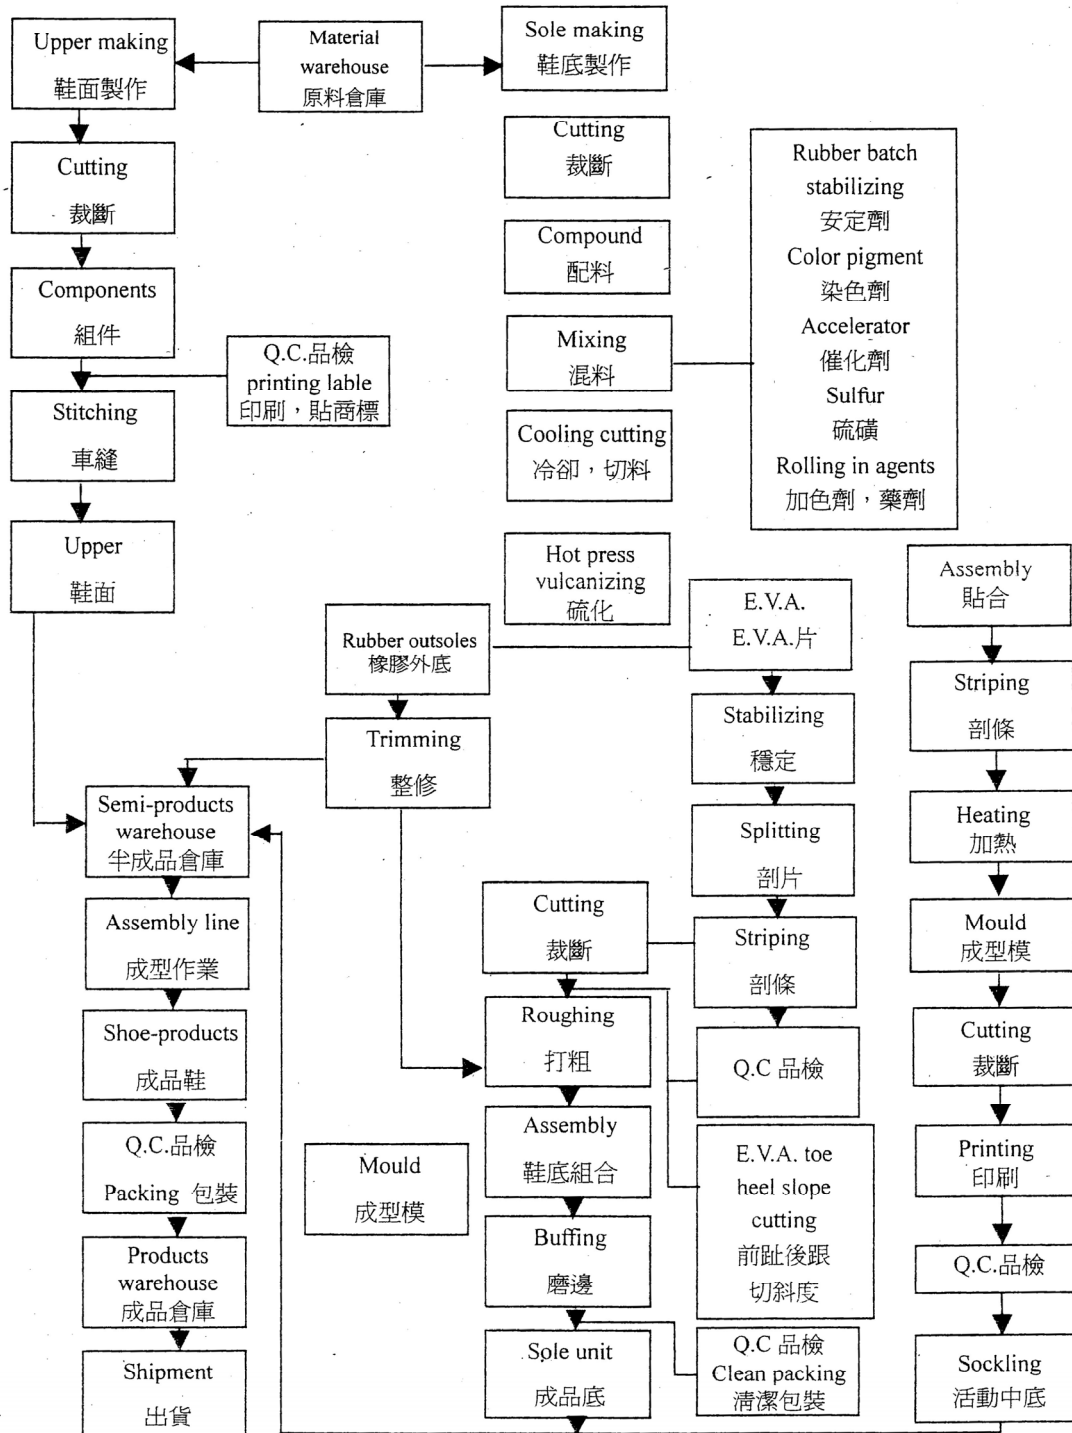 Upper making
鞋面製作
Material
warehouse
原料倉庫
Sole making
鞋底製作
Cutting
裁斷
Components
組件
Q.C.品檢
printing lable
印刷，貼商標
Stitching
車縫
Upper
鞋面
Cutting
裁斷
Compound
配料
Mixing
混料
Cooling cutting
冷卻，切料
Hot press
vulcanizing
硫化
Rubber batch
stabilizing
安定劑
Color pigment
染色劑
Accelerator
催化劑
Sulfur
硫磺
Rolling in agents
加色劑，藥劑
Rubber outsoles
橡膠外底
Trimming
整修
E.V.A.
E.V.A.片
Stabilizing
穩定
Splitting
剖片
Striping
剖條
Q.C 品檢
Cutting
裁斷
Roughing
打粗
Assembly
鞋底組合
Buffing
磨邊
Sole unit
成品底
E.V.A. toe
heel slope
cutting
前趾後跟
切斜度
Q.C 品檢
Clean packing
清潔包裝
Mould
成型模
Semi-products
warehouse
半成品倉庫
Assembly line
成型作業
Shoe-products
成品鞋
Q.C.品檢
Packing 包裝
Products
warehouse
成品倉庫
Shipment
出貨
Assembly
貼合
Striping
剖條
Heating
加熱
Mould
成型模
Cutting
裁斷
Printing
印刷
Q.C.品檢
Sockling
活動中底